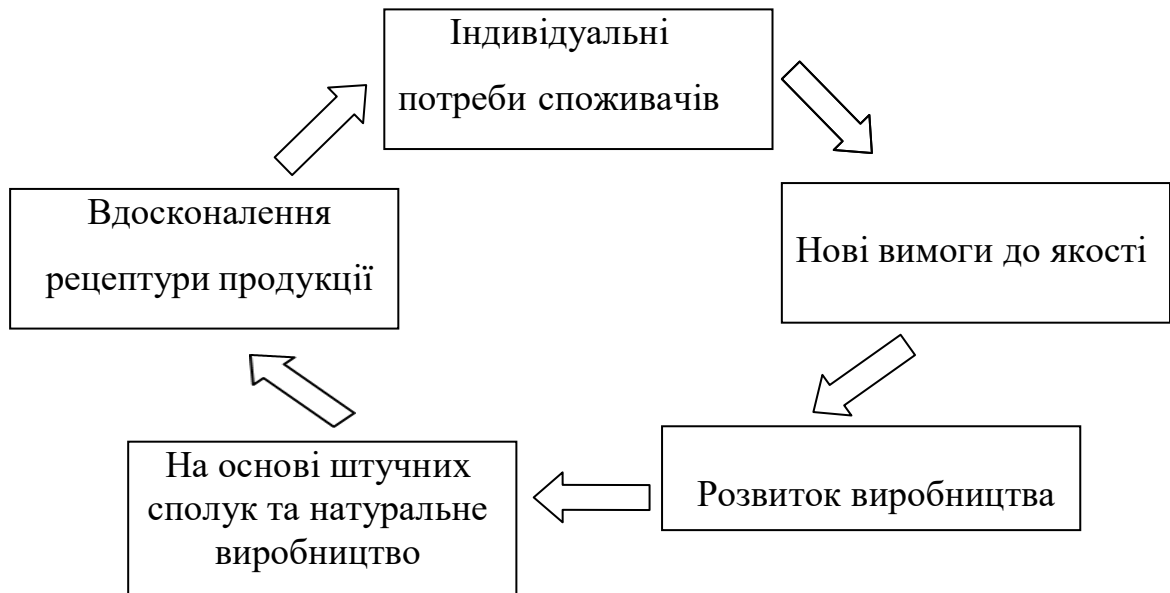 Індивідуальні
потреби споживачів
Нові вимоги до якості
Розвиток виробництва
На основі штучних
сполук та натуральне
виробництво
Вдосконалення
рецептури продукції